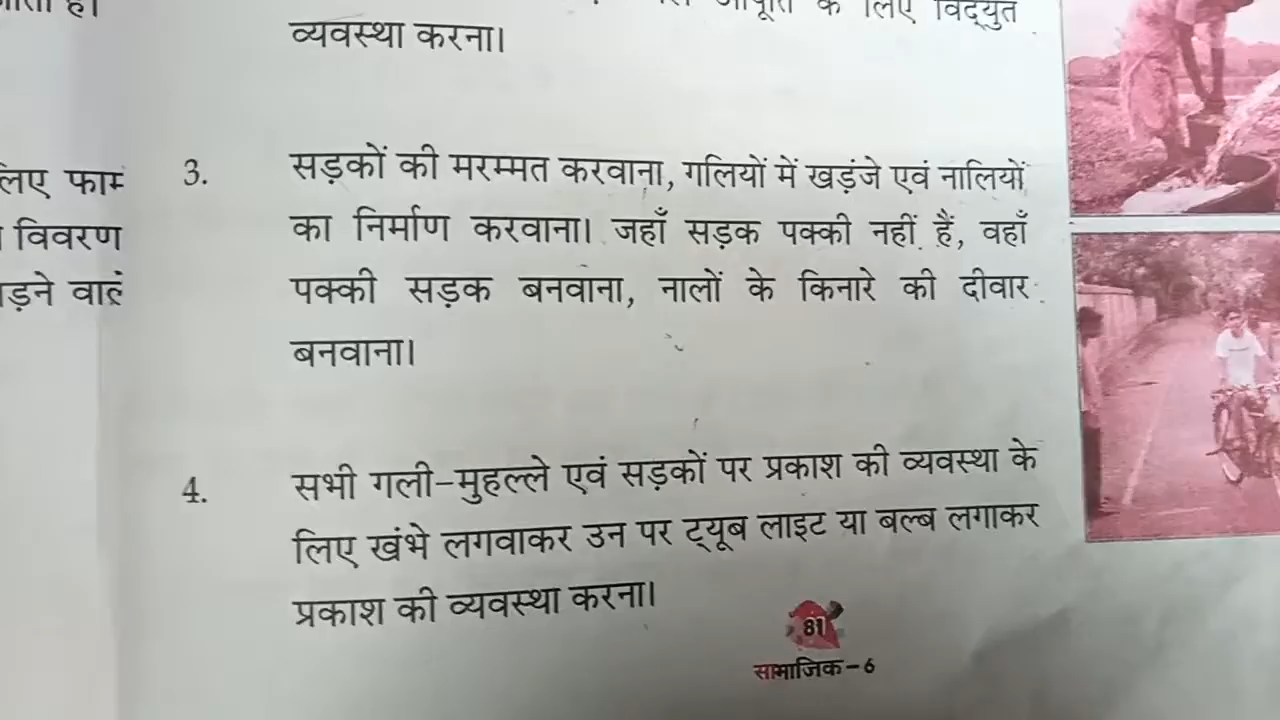 के लिए विद्युत
व्यवस्था करना।
3. सड़कों की मरम्मत करवाना, गलियों में खड़ंजे एवं नालियों
का निर्माण करवाना। जहाँ सड़क पक्की नहीं हैं, वहाँ
पक्की सड़क बनवाना, नालों के किनारे की दीवार
बनवाना।
4. सभी गली-मुहल्ले एवं सड़कों पर प्रकाश की व्यवस्था के
लिए खंभे लगवाकर उन पर ट्यूब लाइट या बल्ब लगाकर
प्रकाश की व्यवस्था करना।
81
सामाजिक-6
विवरण